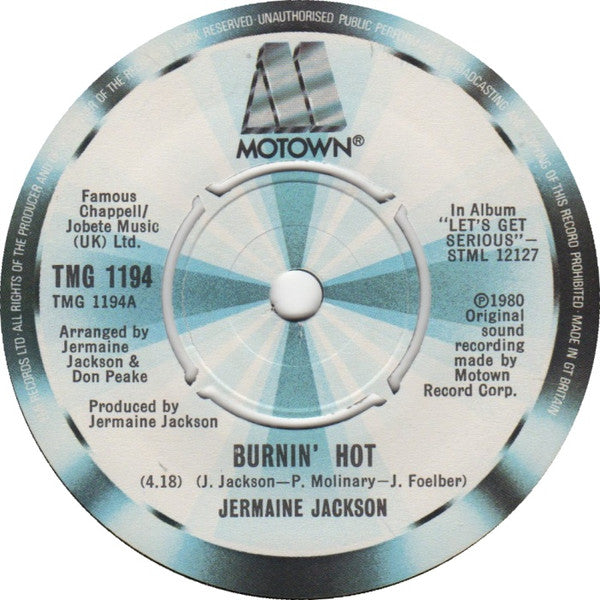 UNAUTHORISED PUBLIC PERFORMANCE BROADCASTING
OF THIS RECORD PROHIBITED · MADE IN GT BRITAIN
RECORDS LTD · ALL RIGHTS OF THE PRODUCER AND
WORK RESERVED
MOTOWN®
Famous
Chappell/
Jobete Music
(UK) Ltd.
TMG 1194
TMG 1194A
Arranged by
Jermaine
Jackson &
Don Peake
Produced by
Jermaine Jackson
In Album
"LET'S GET
SERIOUS"—
STML 12127
℗1980
Original
sound
recording
made by
Motown
Record Corp.
BURNIN' HOT
(4.18) (J. Jackson—P. Molinary—J. Foelber)
JERMAINE JACKSON